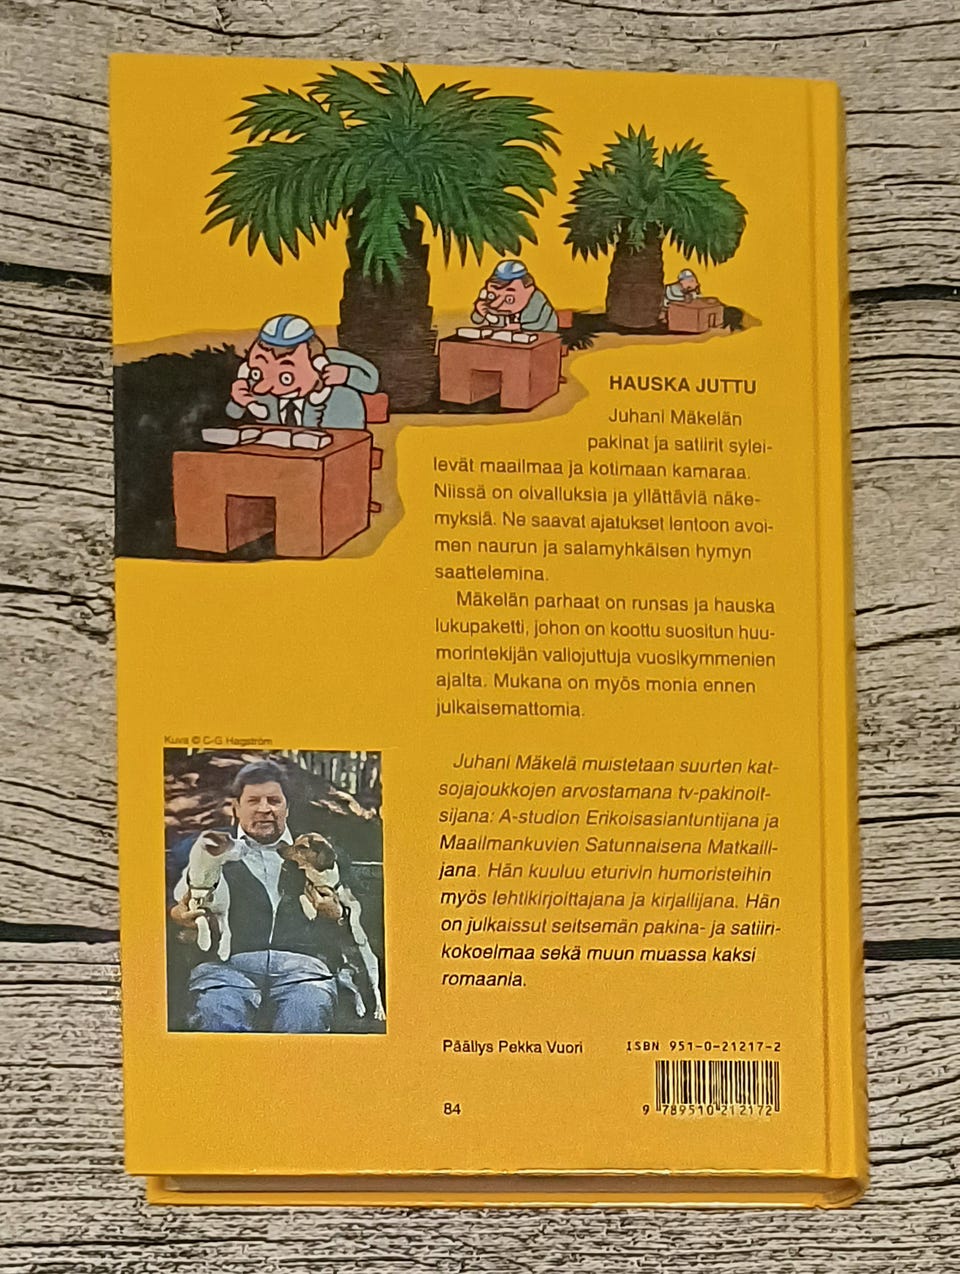 HAUSKA JUTTU
Juhani Mäkelän
pakinat ja satiirit sylei-
levät maailmaa ja kotimaan kamaraa.
Niissä on oivalluksia ja yllättäviä näke-
myksiä. Ne saavat ajatukset lentoon avoi-
men naurun ja salamyhkäisen hymyn
saattelemina.
Mäkelän parhaat on runsas ja hauska
lukupaketti, johon on koottu suositun huu-
morintekijän valiojuttuja vuosikymmenien
ajalta. Mukana on myös monia ennen
julkaisemattomia.
Kuva © C-G Hagström
Juhani Mäkelä muistetaan suurten kat-
sojajoukkojen arvostamana tv-pakinoit-
sijana: A-studion Erikoisasiantuntijana ja
Maailmankuvien Satunnaisena Matkaili-
jana. Hän kuuluu eturivin humoristeihin
myös lehtikirjoittajana ja kirjailijana. Hän
on julkaissut seitsemän pakina- ja satiiri-
kokoelmaa sekä muun muassa kaksi
romaania.
Päällys Pekka Vuori
ISBN 951-0-21217-2
84
9 789510 212172